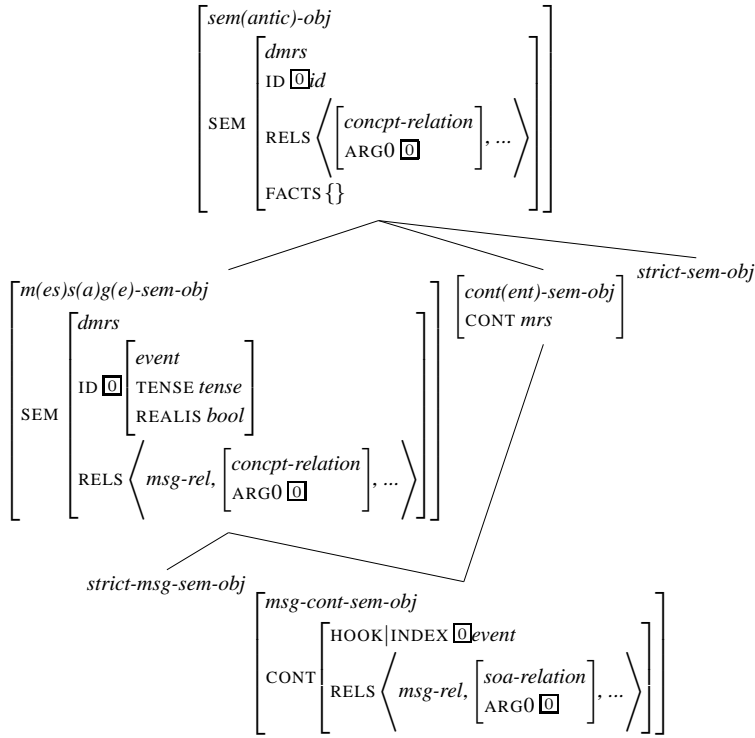 sem(antic)-obj
dmrs
ID 0 id
SEM
RELS ⟨ concpt-relation , ... ⟩
ARG0 0
FACTS {}
m(es)s(a)g(e)-sem-obj
dmrs
event
ID 0 TENSE tense
REALIS bool
SEM
RELS ⟨ msg-rel, concpt-relation , ... ⟩
ARG0 0
cont(ent)-sem-obj
CONT mrs
strict-sem-obj
strict-msg-sem-obj
msg-cont-sem-obj
HOOK|INDEX 0 event
CONT
RELS ⟨ msg-rel, soa-relation , ... ⟩
ARG0 0